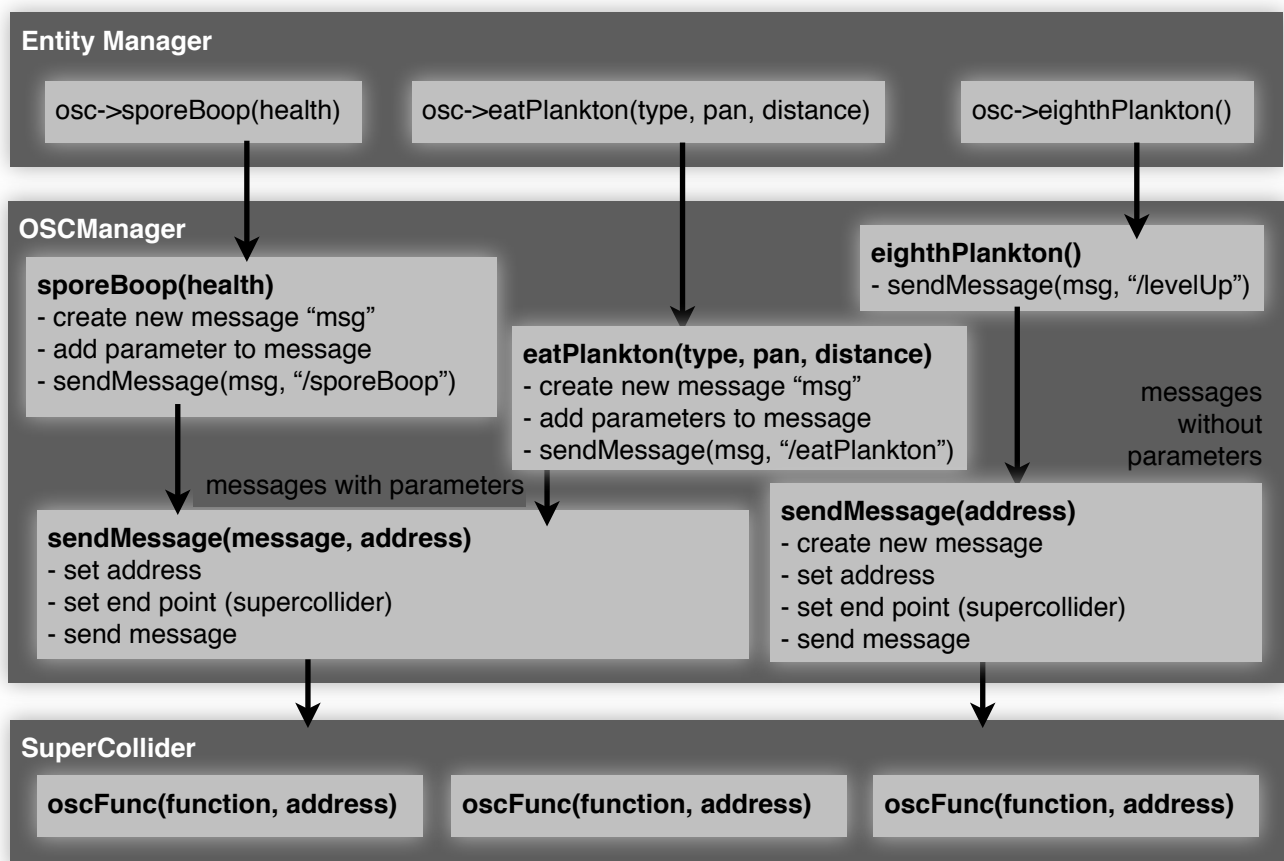 Entity Manager
osc->sporeBoop(health)
osc->eatPlankton(type, pan, distance)
osc->eighthPlankton()
OSCManager
sporeBoop(health)
- create new message “msg”
- add parameter to message
- sendMessage(msg, “/sporeBoop”)
eatPlankton(type, pan, distance)
- create new message “msg”
- add parameters to message
- sendMessage(msg, “/eatPlankton”)
eighthPlankton()
- sendMessage(msg, “/levelUp”)
messages
without
parameters
messages with parameters
sendMessage(message, address)
- set address
- set end point (supercollider)
- send message
sendMessage(address)
- create new message
- set address
- set end point (supercollider)
- send message
SuperCollider
oscFunc(function, address)
oscFunc(function, address)
oscFunc(function, address)